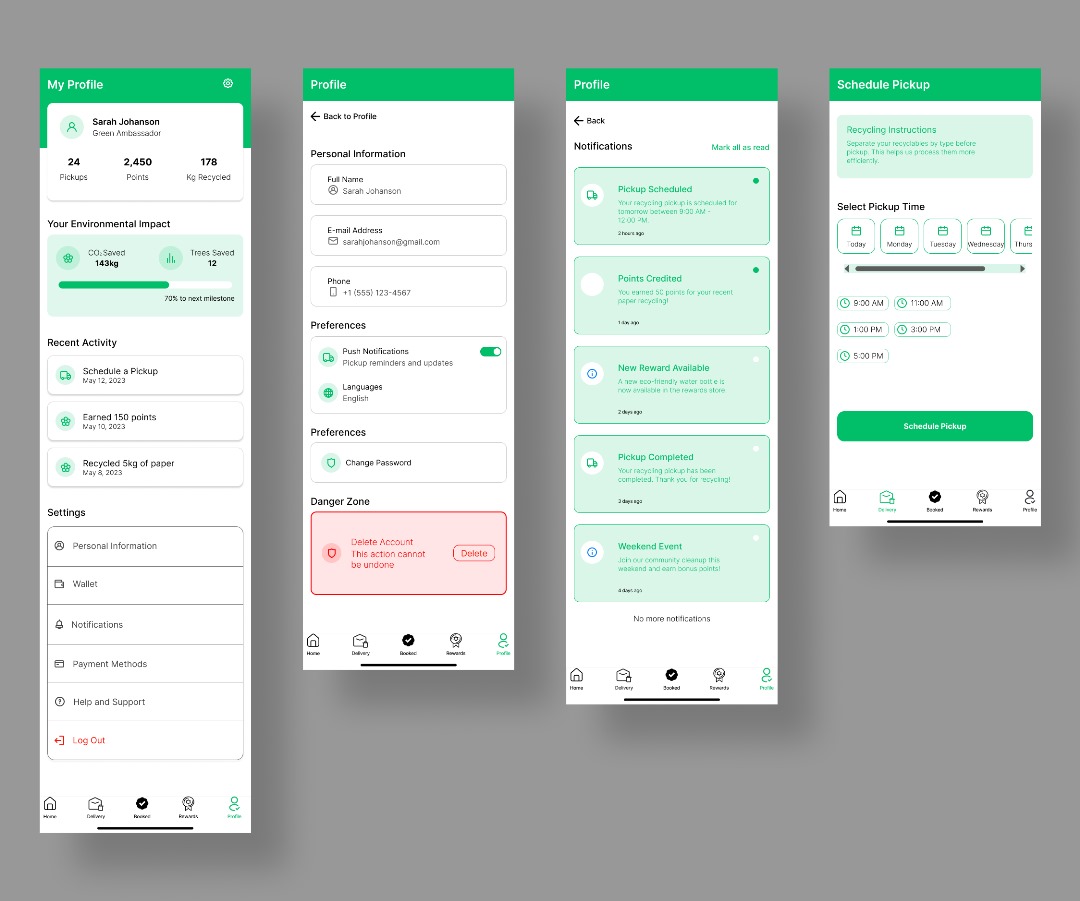 My Profile
Sarah Johanson
Green Ambassador
24
2,450
178
Pickups
Points
Kg Recycled
Your Environmental Impact
CO₂Saved
143kg
Trees Saved
12
70% to next milestone
Recent Activity
Schedule a Pickup
May 12, 2023
Earned 150 points
May 10, 2023
Recycled 5kg of paper
May 8, 2023
Settings
Personal Information
Wallet
Notifications
Payment Methods
Help and Support
Log Out
Home
Delivery
Booked
Rewards
Profile
Profile
Back to Profile
Personal Information
Full Name
Sarah Johanson
E-mail Address
sarahjohanson@gmail.com
Phone
+1 (555) 123-4567
Preferences
Push Notifications
Pickup reminders and updates
Languages
English
Preferences
Change Password
Danger Zone
Delete Account
This action cannot
be undone
Delete
Home
Delivery
Booked
Rewards
Profile
Profile
Back
Notifications
Mark all as read
Pickup Scheduled
Your recycling pickup is scheduled for
tomorrow between 9:00 AM -
12:00 PM.
2 hours ago
Points Credited
You earned 50 points for your recent
paper recycling!
1 day ago
New Reward Available
A new eco-friendly water bottle is
now available in the rewards store
2 days ago
Pickup Completed
Your recycling pickup has been
completed. Thank you for recycling!
3 days ago
Weekend Event
Join our community cleanup this
weekend and earn bonus points!
4 days ago
No more notifications
Home
Delivery
Booked
Rewards
Profile
Schedule Pickup
Recycling Instructions
Separate your recyclables by type before
pickup. This helps us process them more
efficiently.
Select Pickup Time
Today
Monday
Tuesday
Wednesday
Thurs
9:00 AM
11:00 AM
1:00 PM
3:00 PM
5:00 PM
Schedule Pickup
Home
Delivery
Booked
Rewards
Profile